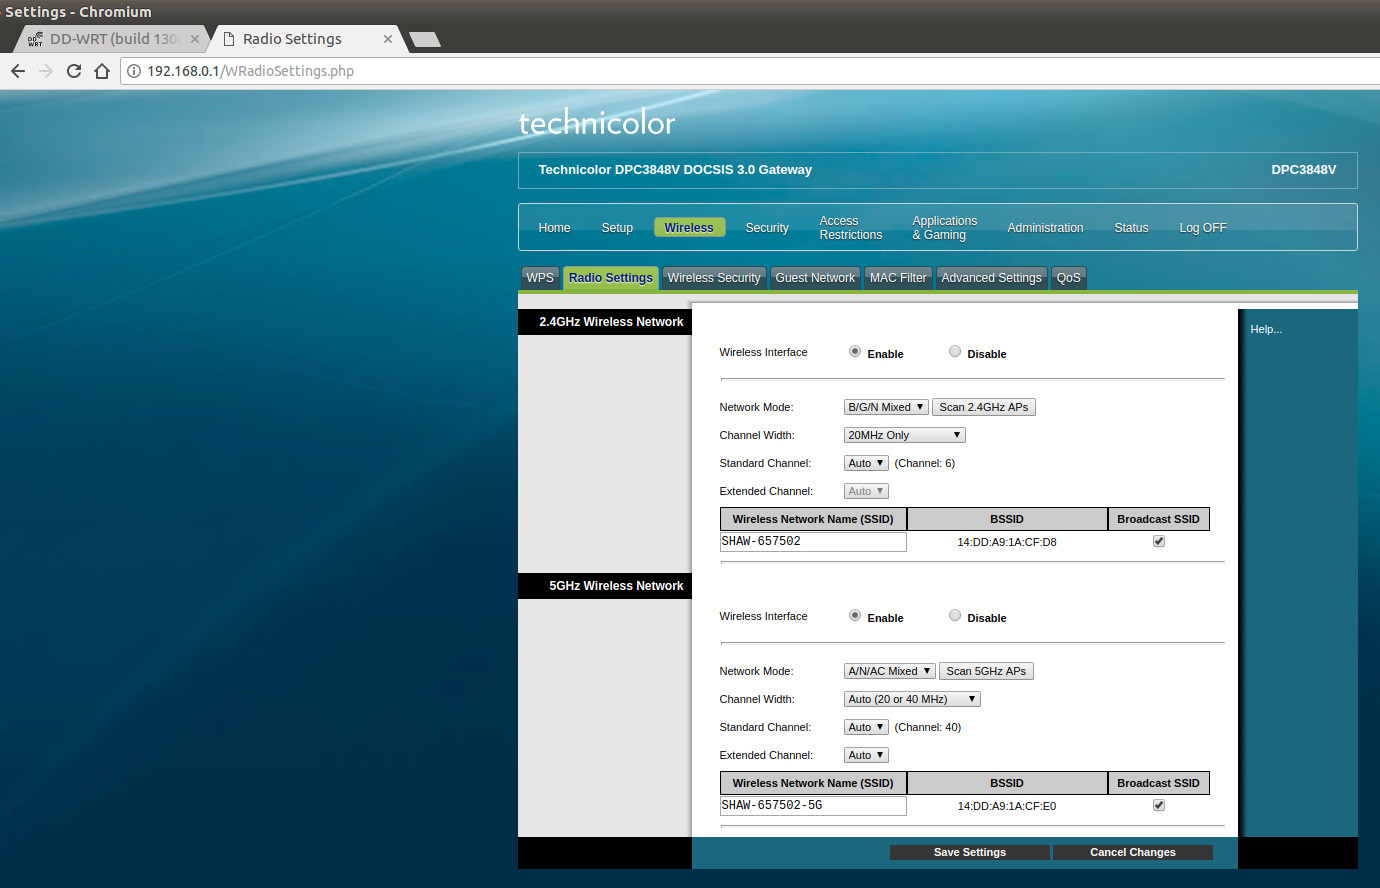 Settings - Chromium
DD-WRT (build 130
Radio Settings
192.168.0.1/WRadioSettings.php
technicolor
Technicolor DPC3848V DOCSIS 3.0 Gateway DPC3848V
Home Setup Wireless Security Access Restrictions Applications & Gaming Administration Status Log OFF
WPS Radio Settings Wireless Security Guest Network MAC Filter Advanced Settings QoS
2.4GHz Wireless Network
Help...
Wireless Interface Enable Disable
Network Mode: B/G/N Mixed Scan 2.4GHz APs
Channel Width: 20MHz Only
Standard Channel: Auto (Channel: 6)
Extended Channel: Auto
Wireless Network Name (SSID) BSSID Broadcast SSID
SHAW-657502 14:DD:A9:1A:CF:D8
5GHz Wireless Network
Wireless Interface Enable Disable
Network Mode: A/N/AC Mixed Scan 5GHz APs
Channel Width: Auto (20 or 40 MHz)
Standard Channel: Auto (Channel: 40)
Extended Channel: Auto
Wireless Network Name (SSID) BSSID Broadcast SSID
SHAW-657502-5G 14:DD:A9:1A:CF:E0
Save Settings Cancel Changes